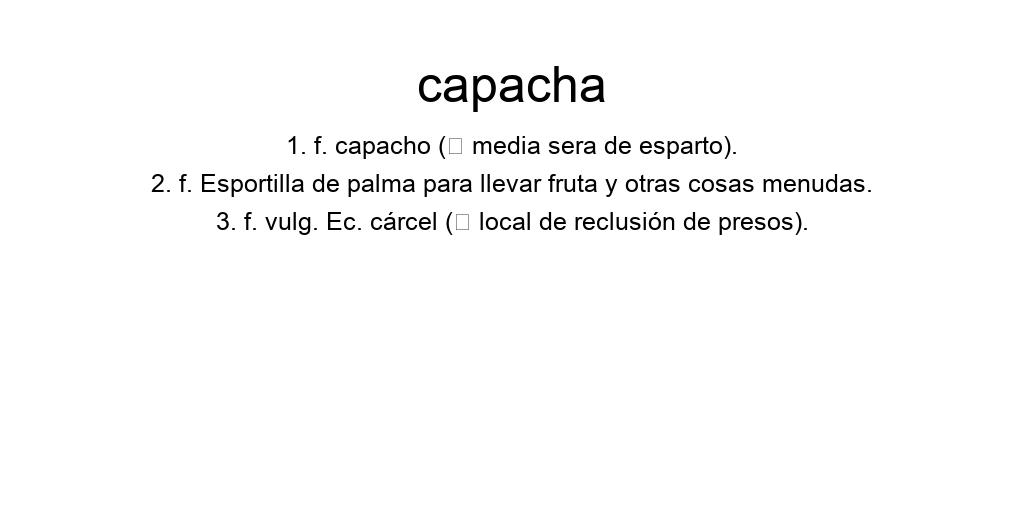 capacha
1. f. capacho (□ media sera de esparto).
2. f. Esportilla de palma para llevar fruta y otras cosas menudas.
3. f. vulg. Ec. cárcel (□ local de reclusión de presos).